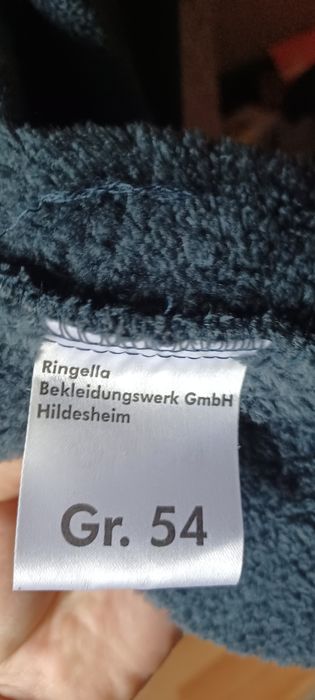 Ringella
Bekleidungswerk GmbH
Hildesheim
Gr. 54